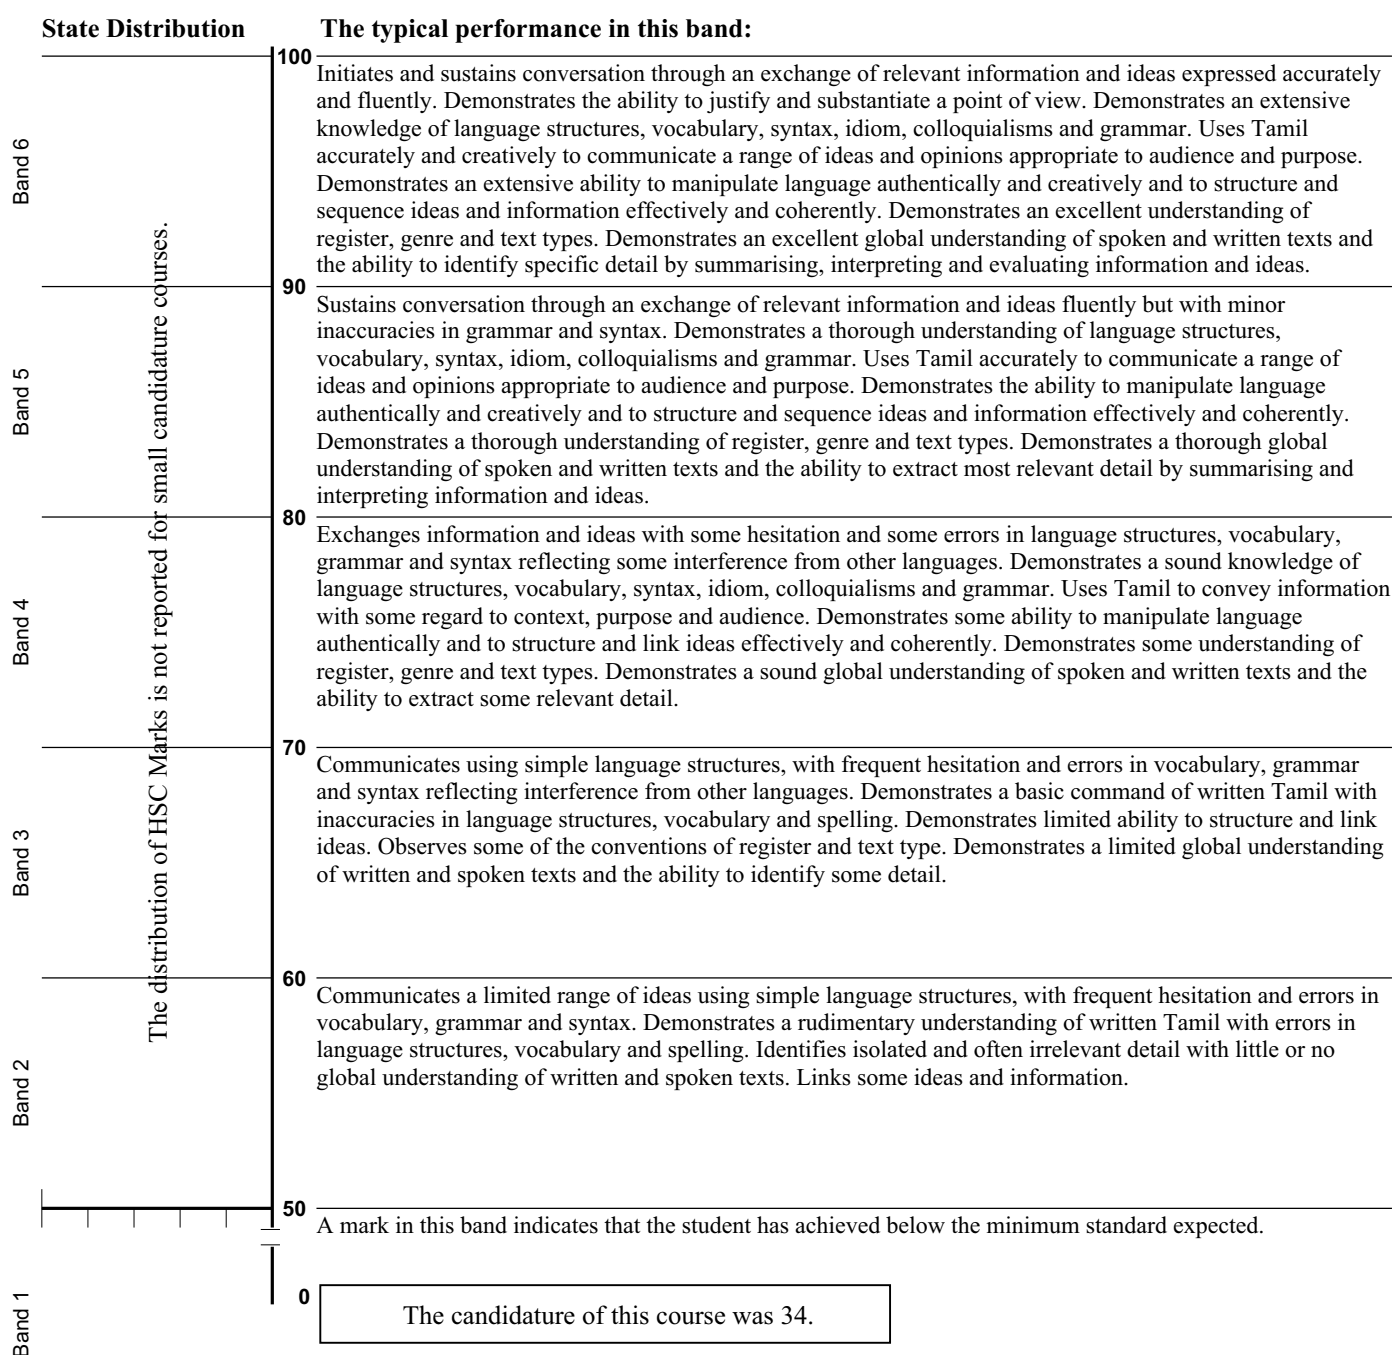 State Distribution
The typical performance in this band:
100
Band 6
Initiates and sustains conversation through an exchange of relevant information and ideas expressed accurately
and fluently. Demonstrates the ability to justify and substantiate a point of view. Demonstrates an extensive
knowledge of language structures, vocabulary, syntax, idiom, colloquialisms and grammar. Uses Tamil
accurately and creatively to communicate a range of ideas and opinions appropriate to audience and purpose.
Demonstrates an extensive ability to manipulate language authentically and creatively and to structure and
sequence ideas and information effectively and coherently. Demonstrates an excellent understanding of
register, genre and text types. Demonstrates an excellent global understanding of spoken and written texts and
the ability to identify specific detail by summarising, interpreting and evaluating information and ideas.
The distribution of HSC Marks is not reported for small candidature courses.
90
Band 5
Sustains conversation through an exchange of relevant information and ideas fluently but with minor
inaccuracies in grammar and syntax. Demonstrates a thorough understanding of language structures,
vocabulary, syntax, idiom, colloquialisms and grammar. Uses Tamil accurately to communicate a range of
ideas and opinions appropriate to audience and purpose. Demonstrates the ability to manipulate language
authentically and creatively and to structure and sequence ideas and information effectively and coherently.
Demonstrates a thorough understanding of register, genre and text types. Demonstrates a thorough global
understanding of spoken and written texts and the ability to extract most relevant detail by summarising and
interpreting information and ideas.
80
Band 4
Exchanges information and ideas with some hesitation and some errors in language structures, vocabulary,
grammar and syntax reflecting some interference from other languages. Demonstrates a sound knowledge of
language structures, vocabulary, syntax, idiom, colloquialisms and grammar. Uses Tamil to convey information
with some regard to context, purpose and audience. Demonstrates some ability to manipulate language
authentically and to structure and link ideas effectively and coherently. Demonstrates some understanding of
register, genre and text types. Demonstrates a sound global understanding of spoken and written texts and the
ability to extract some relevant detail.
70
Band 3
Communicates using simple language structures, with frequent hesitation and errors in vocabulary, grammar
and syntax reflecting interference from other languages. Demonstrates a basic command of written Tamil with
inaccuracies in language structures, vocabulary and spelling. Demonstrates limited ability to structure and link
ideas. Observes some of the conventions of register and text type. Demonstrates a limited global understanding
of written and spoken texts and the ability to identify some detail.
60
Band 2
Communicates a limited range of ideas using simple language structures, with frequent hesitation and errors in
vocabulary, grammar and syntax. Demonstrates a rudimentary understanding of written Tamil with errors in
language structures, vocabulary and spelling. Identifies isolated and often irrelevant detail with little or no
global understanding of written and spoken texts. Links some ideas and information.
50
A mark in this band indicates that the student has achieved below the minimum standard expected.
Band 1
0
The candidature of this course was 34.